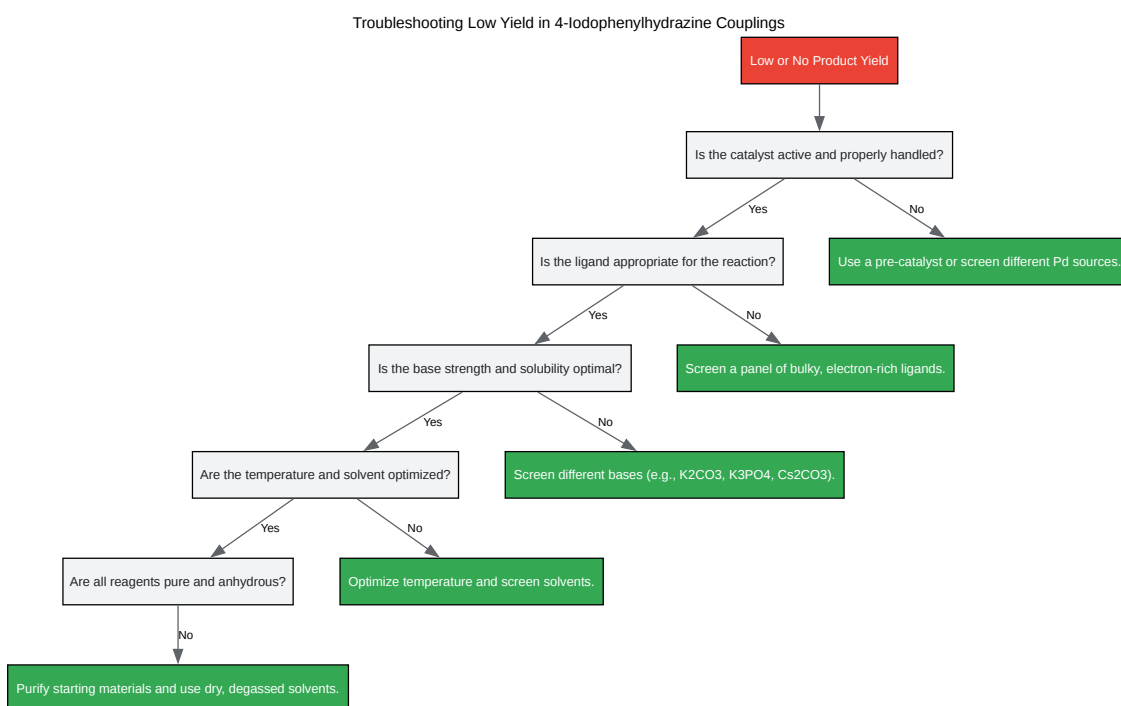 Troubleshooting Low Yield in 4-Iodophenylhydrazine Couplings
Low or No Product Yield
Is the catalyst active and properly handled?
Yes
No
Is the ligand appropriate for the reaction?
Use a pre-catalyst or screen different Pd sources.
Yes
No
Is the base strength and solubility optimal?
Screen a panel of bulky, electron-rich ligands.
Yes
No
Are the temperature and solvent optimized?
Screen different bases (e.g., K2CO3, K3PO4, Cs2CO3).
Yes
No
Are all reagents pure and anhydrous?
Optimize temperature and screen solvents.
No
Purify starting materials and use dry, degassed solvents.